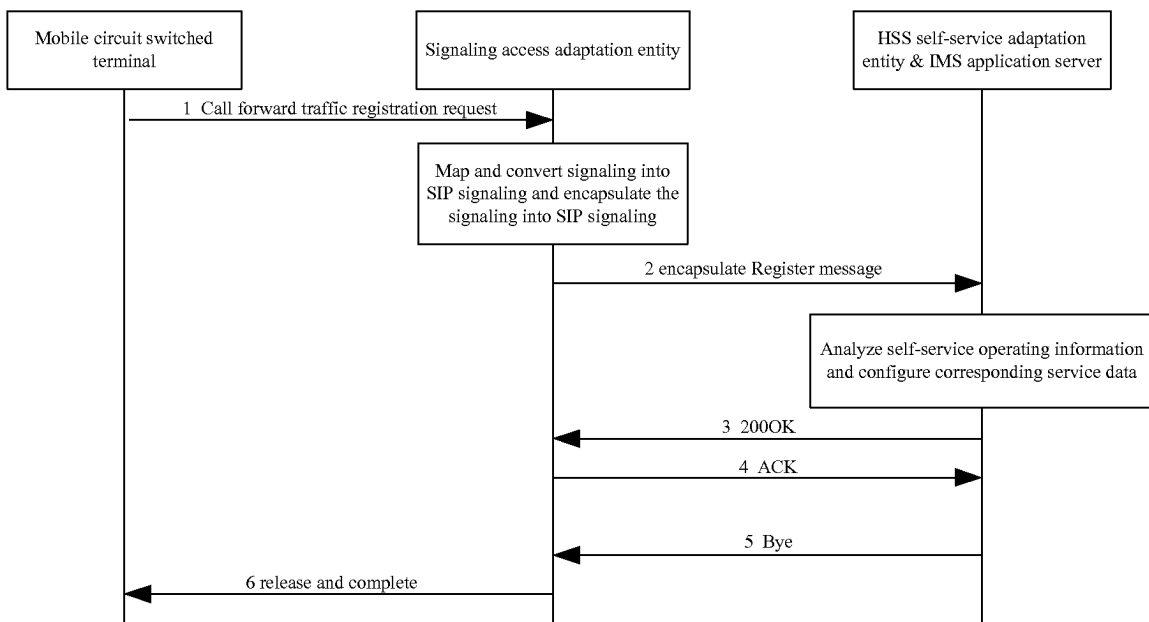 Mobile circuit switched
terminal
Signaling access adaptation entity
HSS self-service adaptation
entity & IMS application server
1 Call forward traffic registration request
Map and convert signaling into
SIP signaling and encapsulate the
signaling into SIP signaling
2 encapsulate Register message
Analyze self-service operating information
and configure corresponding service data
3 200OK
4 ACK
5 Bye
6 release and complete